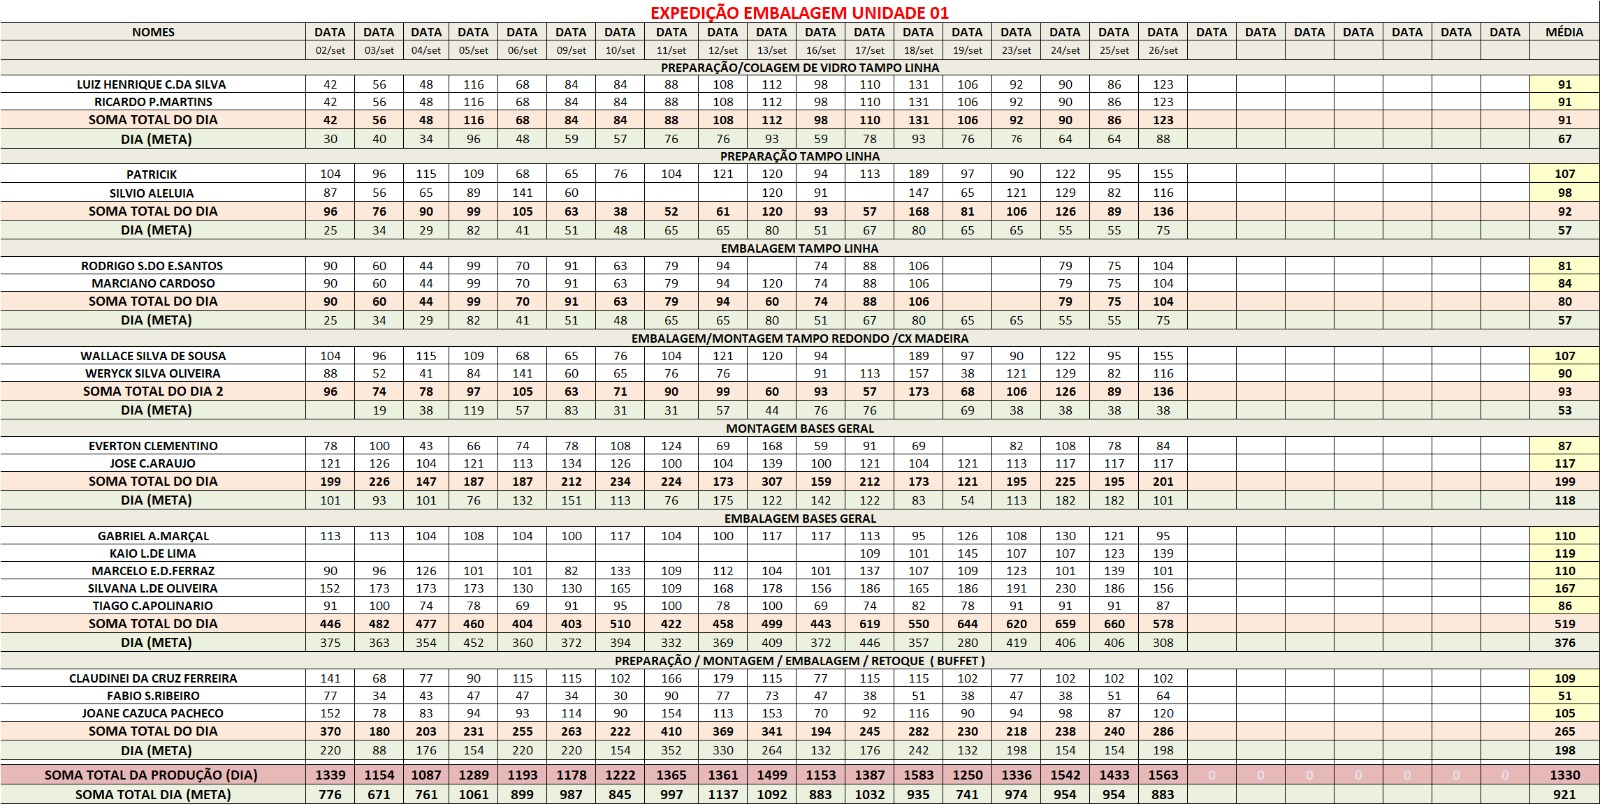 EXPEDIÇÃO EMBALAGEM UNIDADE 01
NOMES DATA DATA DATA DATA DATA DATA DATA DATA DATA DATA DATA DATA DATA DATA DATA DATA DATA DATA DATA DATA DATA DATA DATA DATA DATA MÉDIA
02/set 03/set 04/set 05/set 06/set 09/set 10/set 11/set 12/set 13/set 16/set 17/set 18/set 19/set 23/set 24/set 25/set 26/set
PREPARAÇÃO/COLAGEM DE VIDRO TAMPO LINHA
LUIZ HENRIQUE C.DA SILVA 42 56 48 116 68 84 84 88 108 112 98 110 131 106 92 90 86 123 91
RICARDO P.MARTINS 42 56 48 116 68 84 84 88 108 112 98 110 131 106 92 90 86 123 91
SOMA TOTAL DO DIA 42 56 48 116 68 84 84 88 108 112 98 110 131 106 92 90 86 123 91
DIA (META) 30 40 34 96 48 59 57 76 76 93 59 78 93 76 76 64 64 88 67
PREPARAÇÃO TAMPO LINHA
PATRICIK 104 96 115 109 68 65 76 104 121 120 94 113 189 97 90 122 95 155 107
SILVIO ALELUIA 87 56 65 89 141 60 120 91 147 65 121 129 82 116 98
SOMA TOTAL DO DIA 96 76 90 99 105 63 38 52 61 120 93 57 168 81 106 126 89 136 92
DIA (META) 25 34 29 82 41 51 48 65 65 80 51 67 80 65 65 55 55 75 57
EMBALAGEM TAMPO LINHA
RODRIGO S.DO E.SANTOS 90 60 44 99 70 91 63 79 94 74 88 106 79 75 104 81
MARCIANO CARDOSO 90 60 44 99 70 91 63 79 94 120 74 88 106 79 75 104 84
SOMA TOTAL DO DIA 90 60 44 99 70 91 63 79 94 60 74 88 106 79 75 104 80
DIA (META) 25 34 29 82 41 51 48 65 65 80 51 67 80 65 65 55 55 75 57
EMBALAGEM/MONTAGEM TAMPO REDONDO /CX MADEIRA
WALLACE SILVA DE SOUSA 104 96 115 109 68 65 76 104 121 120 94 189 97 90 122 95 155 107
WERYCK SILVA OLIVEIRA 88 52 41 84 141 60 65 76 76 91 113 157 38 121 129 82 116 90
SOMA TOTAL DO DIA 2 96 74 78 97 105 63 71 90 99 60 93 57 173 68 106 126 89 136 93
DIA (META) 19 38 119 57 83 31 31 57 44 76 76 69 38 38 38 38 53
MONTAGEM BASES GERAL
EVERTON CLEMENTINO 78 100 43 66 74 78 108 124 69 168 59 91 69 82 108 78 84 87
JOSE C.ARAUJO 121 126 104 121 113 134 126 100 104 139 100 121 104 121 113 117 117 117 117
SOMA TOTAL DO DIA 199 226 147 187 187 212 234 224 173 307 159 212 173 121 195 225 195 201 199
DIA (META) 101 93 101 76 132 151 113 76 175 122 142 122 83 54 113 182 182 101 118
EMBALAGEM BASES GERAL
GABRIEL A.MARÇAL 113 113 104 108 104 100 117 104 100 117 117 113 95 126 108 130 121 95 110
KAIO L.DE LIMA 109 101 145 107 107 123 139 119
MARCELO E.D.FERRAZ 90 96 126 101 101 82 133 109 112 104 101 137 107 109 123 101 139 101 110
SILVANA L.DE OLIVEIRA 152 173 173 173 130 130 165 109 168 178 156 186 165 186 191 230 186 156 167
TIAGO C.APOLINARIO 91 100 74 78 69 91 95 100 78 100 69 74 82 78 91 91 91 87 86
SOMA TOTAL DO DIA 446 482 477 460 404 403 510 422 458 499 443 619 550 644 620 659 660 578 519
DIA (META) 375 363 354 452 360 372 394 332 369 409 372 446 357 280 419 406 406 308 376
PREPARAÇÃO / MONTAGEM / EMBALAGEM / RETOQUE ( BUFFET )
CLAUDINEI DA CRUZ FERREIRA 141 68 77 90 115 115 102 166 179 115 77 115 115 102 77 102 102 102 109
FABIO S.RIBEIRO 77 34 43 47 47 34 30 90 77 73 47 38 51 38 47 38 51 64 51
JOANE CAZUCA PACHECO 152 78 83 94 93 114 90 154 113 153 70 92 116 90 94 98 87 120 105
SOMA TOTAL DO DIA 370 180 203 231 255 263 222 410 369 341 194 245 282 230 218 238 240 286 265
DIA (META) 220 88 176 154 220 220 154 352 330 264 132 176 242 132 198 154 154 198 198
SOMA TOTAL DA PRODUÇÃO (DIA) 1339 1154 1087 1289 1193 1178 1222 1365 1361 1499 1153 1387 1583 1250 1336 1542 1433 1563 0 0 0 0 0 0 0 1330
SOMA TOTAL DIA (META) 776 671 761 1061 899 987 845 997 1137 1092 883 1032 935 741 974 954 954 883 921